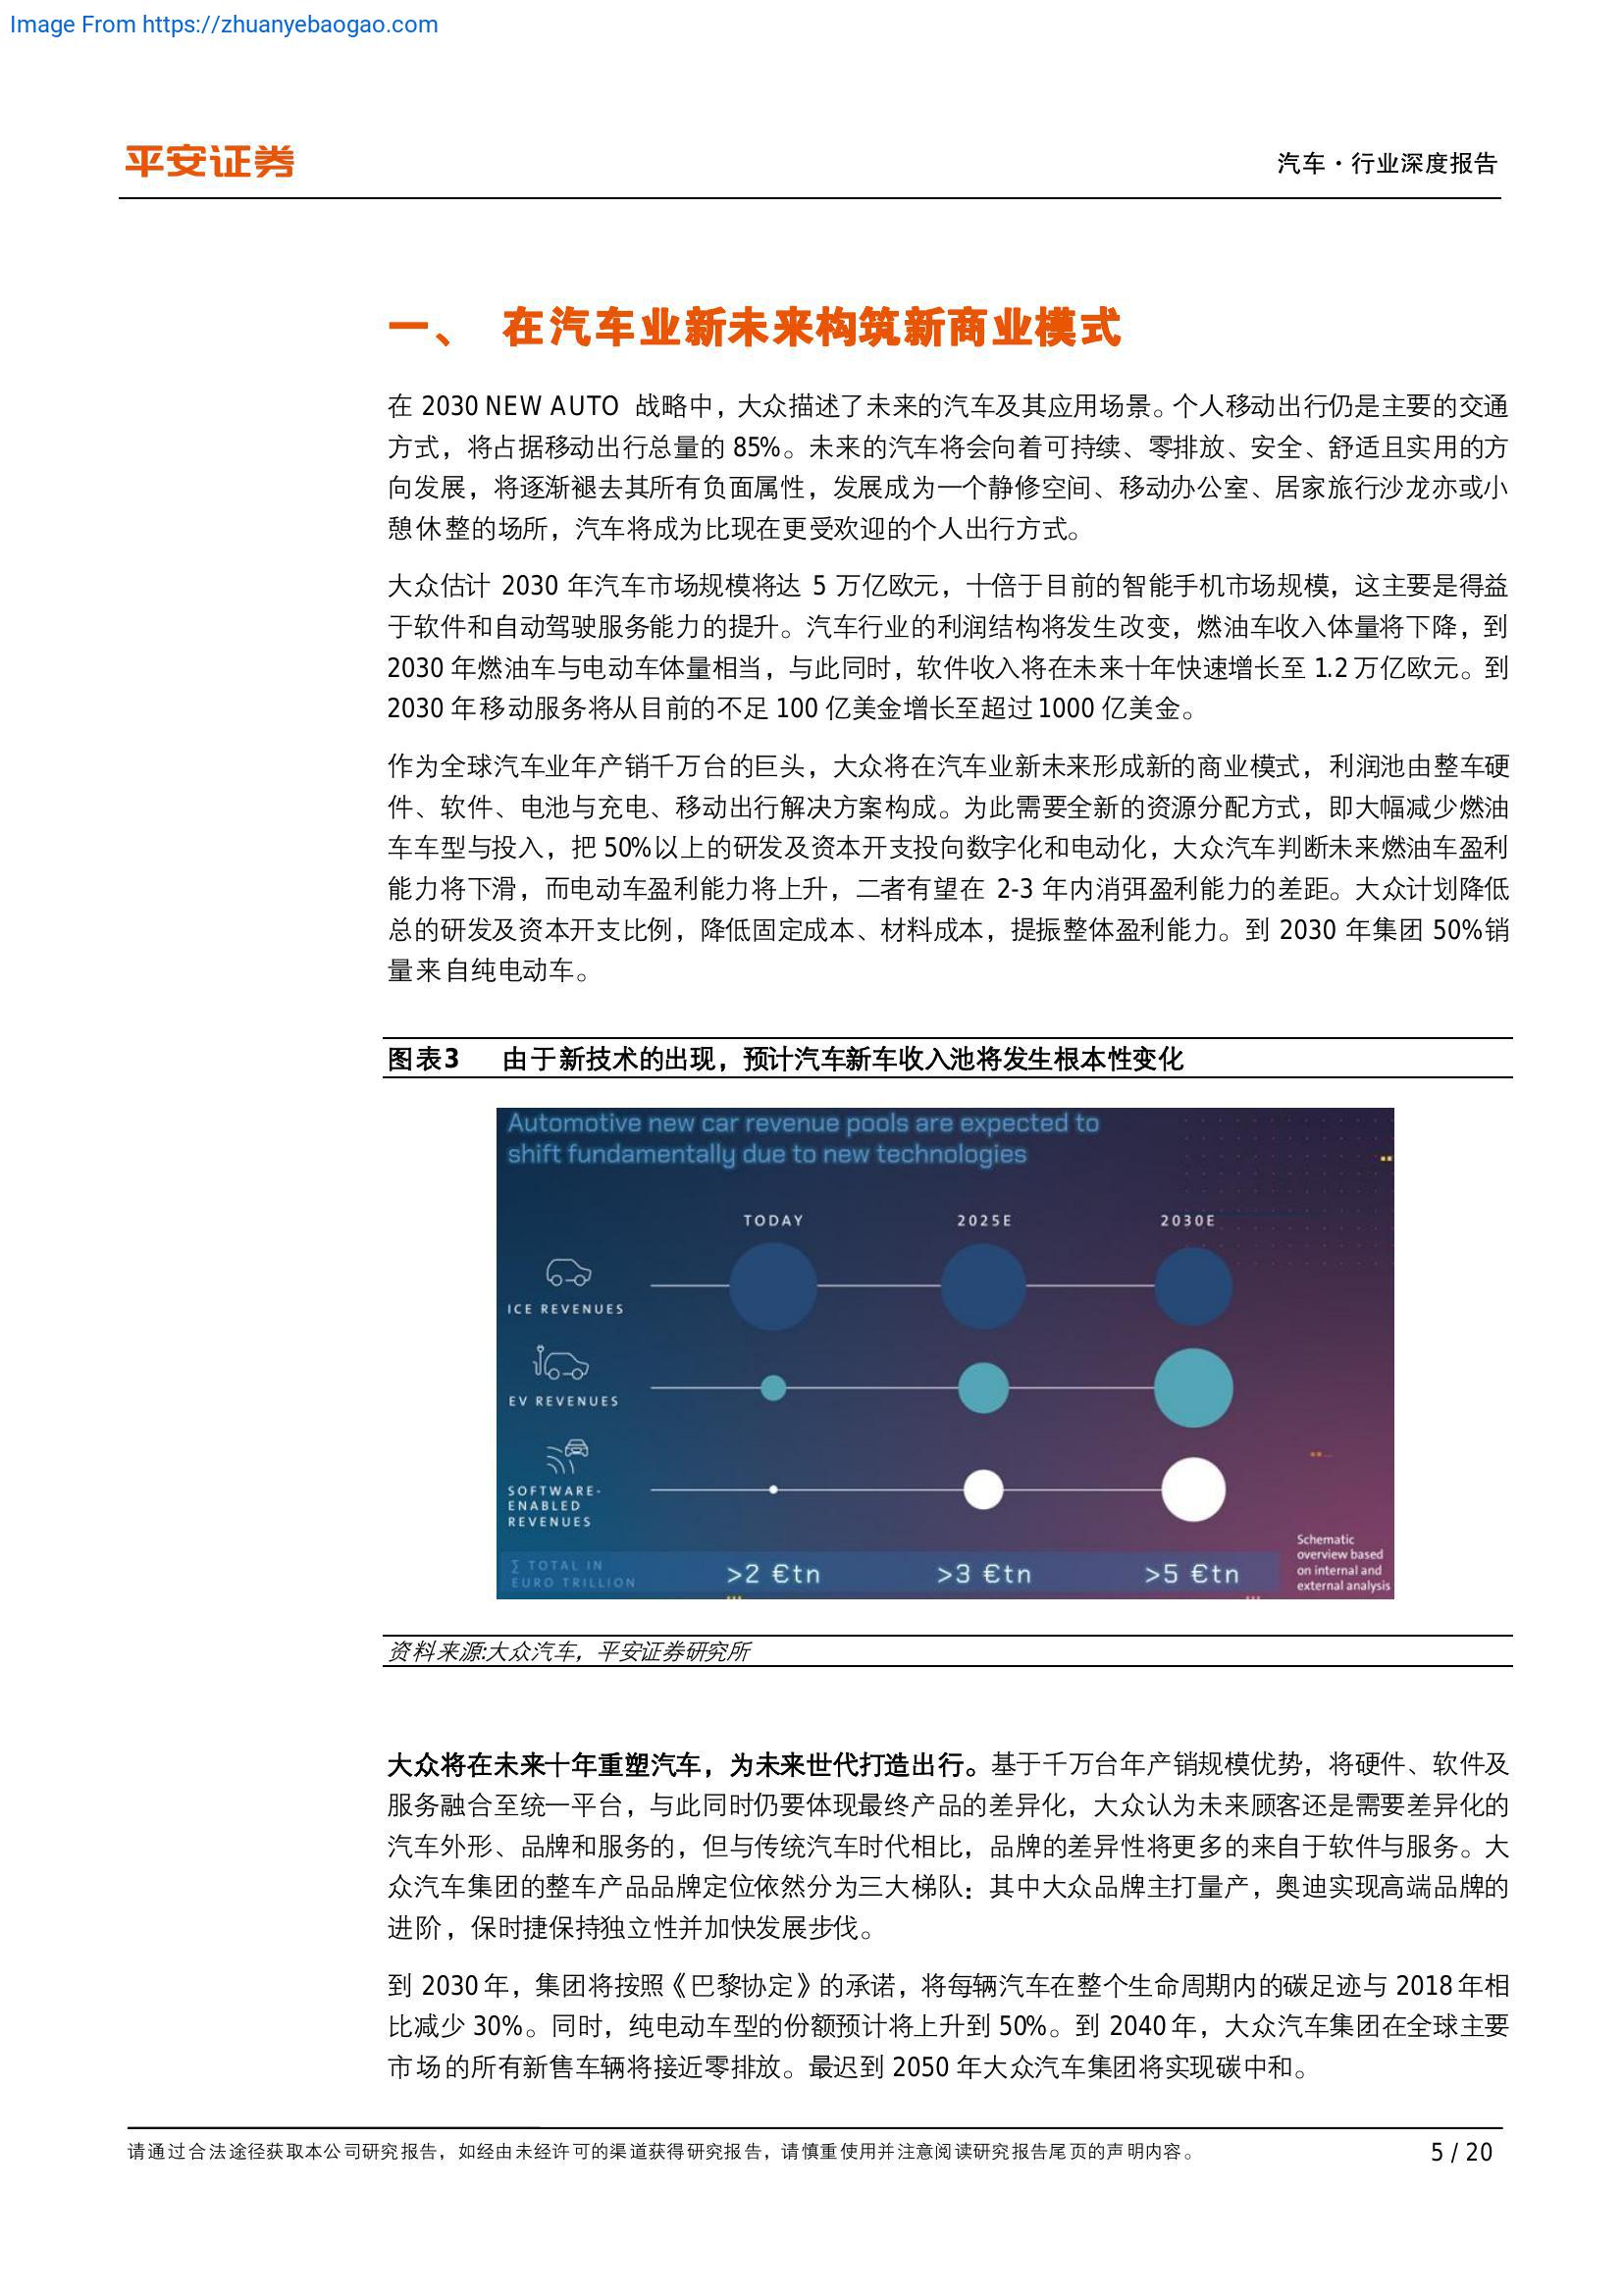 Image From https://zhuanyebaogao.com
平安证券
汽车·行业深度报告
一、 在汽车业新未来构筑新商业模式
在 2030 NEW AUTO 战略中，大众描述了未来的汽车及其应用场景。个人移动出行仍是主要的交通
方式，将占据移动出行总量的 85%。未来的汽车将会向着可持续、零排放、安全、舒适且实用的方
向发展，将逐渐褪去其所有负面属性，发展成为一个静修空间、移动办公室、居家旅行沙龙亦或小
憩休整的场所，汽车将成为比现在更受欢迎的个人出行方式。
大众估计 2030 年汽车市场规模将达 5 万亿欧元，十倍于目前的智能手机市场规模，这主要是得益
于软件和自动驾驶服务能力的提升。汽车行业的利润结构将发生改变，燃油车收入体量将下降，到
2030 年燃油车与电动车体量相当，与此同时，软件收入将在未来十年快速增长至 1.2 万亿欧元。到
2030 年移动服务将从目前的不足 100 亿美金增长至超过 1000 亿美金。
作为全球汽车业年产销千万台的巨头，大众将在汽车业新未来形成新的商业模式，利润池由整车硬
件、软件、电池与充电、移动出行解决方案构成。为此需要全新的资源分配方式，即大幅减少燃油
车车型与投入，把 50%以上的研发及资本开支投向数字化和电动化，大众汽车判断未来燃油车盈利
能力将下滑，而电动车盈利能力将上升，二者有望在 2-3 年内消弭盈利能力的差距。大众计划降低
总的研发及资本开支比例，降低固定成本、材料成本，提振整体盈利能力。到 2030 年集团 50%销
量来自纯电动车。
图表3 由于新技术的出现，预计汽车新车收入池将发生根本性变化
Automotive new car revenue pools are expected to
shift fundamentally due to new technologies
TODAY 2025E 2030E
ICE REVENUES
EV REVENUES
SOFTWARE-
ENABLED
REVENUES
∑ TOTAL IN
EURO TRILLION
>2 €tn >3 €tn >5 €tn
Schematic
overview based
on internal and
external analysis
资料来源:大众汽车，平安证券研究所
大众将在未来十年重塑汽车，为未来世代打造出行。基于千万台年产销规模优势，将硬件、软件及
服务融合至统一平台，与此同时仍要体现最终产品的差异化，大众认为未来顾客还是需要差异化的
汽车外形、品牌和服务的，但与传统汽车时代相比，品牌的差异性将更多的来自于软件与服务。大
众汽车集团的整车产品品牌定位依然分为三大梯队：其中大众品牌主打量产，奥迪实现高端品牌的
进阶，保时捷保持独立性并加快发展步伐。
到 2030 年，集团将按照《巴黎协定》的承诺，将每辆汽车在整个生命周期内的碳足迹与 2018 年相
比减少 30%。同时，纯电动车型的份额预计将上升到 50%。到 2040 年，大众汽车集团在全球主要
市场的所有新售车辆将接近零排放。最迟到 2050 年大众汽车集团将实现碳中和。
请通过合法途径获取本公司研究报告，如经由未经许可的渠道获得研究报告，请慎重使用并注意阅读研究报告尾页的声明内容。
5 / 20